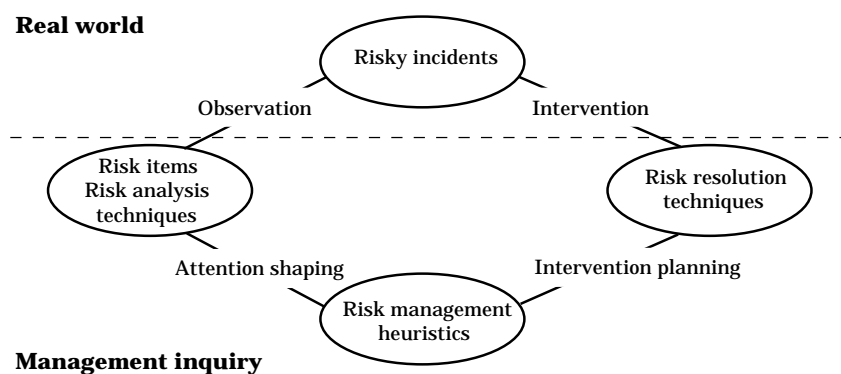 Real world
Risky incidents
Observation
Intervention
Risk items
Risk analysis
techniques
Risk resolution
techniques
Attention shaping
Intervention planning
Risk management
heuristics
Management inquiry